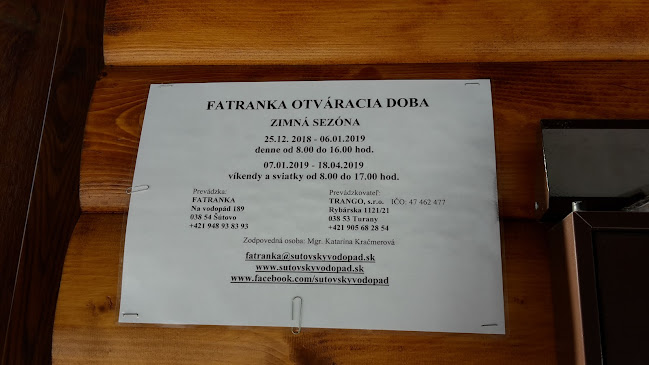 FATRANKA OTVÁRACIA DOBA
ZIMNÁ SEZÓNA
25.12. 2018 - 06.01.2019
denne od 8.00 do 16.00 hod.
07.01.2019 - 18.04.2019
víkendy a sviatky od 8.00 do 17.00 hod.
Prevádzka:
FATRANKA
Na vodopád 189
038 54 Šútovo
+421 948 93 83 93
Prevádzkovateľ:
TRANGO, s.r.o. IČO: 47 462 477
Rybárska 1121/21
038 53 Turany
+421 905 68 28 54
Zodpovedná osoba: Mgr. Katarína Kračmerová
fatranka@sutovskyvodopad.sk
www.sutovskyvodopad.sk
www.facebook.com/sutovskyvodopad